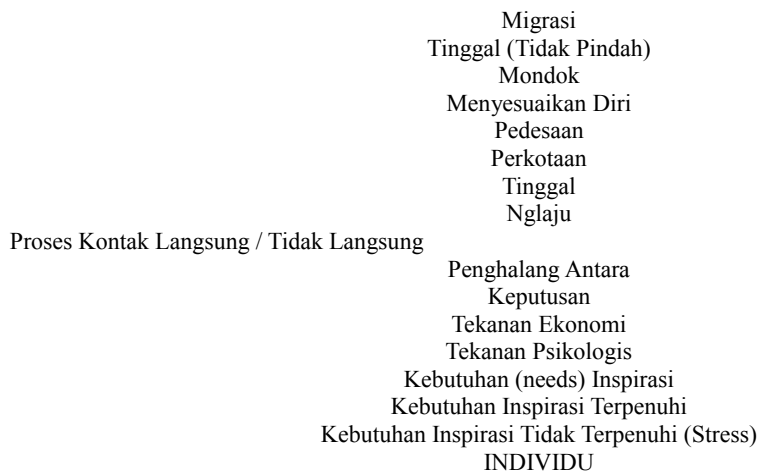 Migrasi
Tinggal (Tidak Pindah)
Mondok
Menyesuaikan Diri
Pedesaan
Perkotaan
Tinggal
Nglaju
Proses Kontak Langsung / Tidak Langsung
Penghalang Antara
Keputusan
Tekanan Ekonomi
Tekanan Psikologis
Kebutuhan (needs) Inspirasi
Kebutuhan Inspirasi Terpenuhi
Kebutuhan Inspirasi Tidak Terpenuhi (Stress)
INDIVIDU